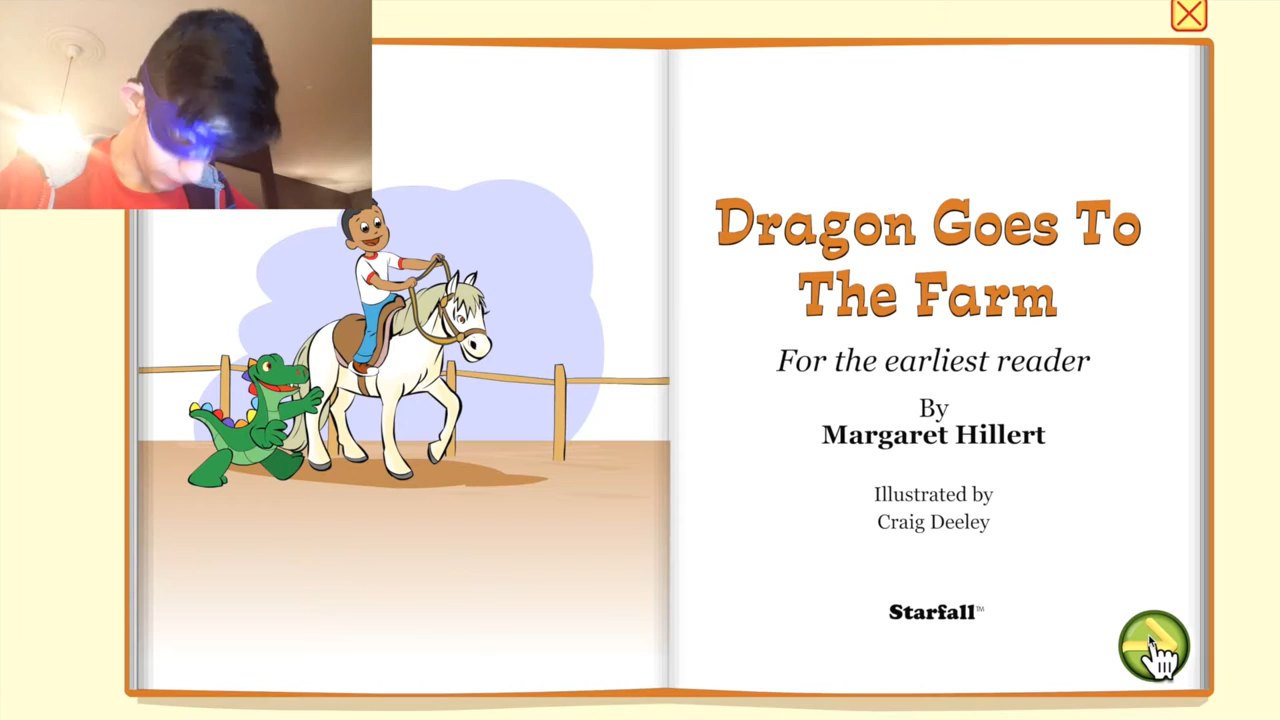 Dragon Goes To
The Farm
For the earliest reader
By
Margaret Hillert
Illustrated by
Craig Deeley
Starfall™